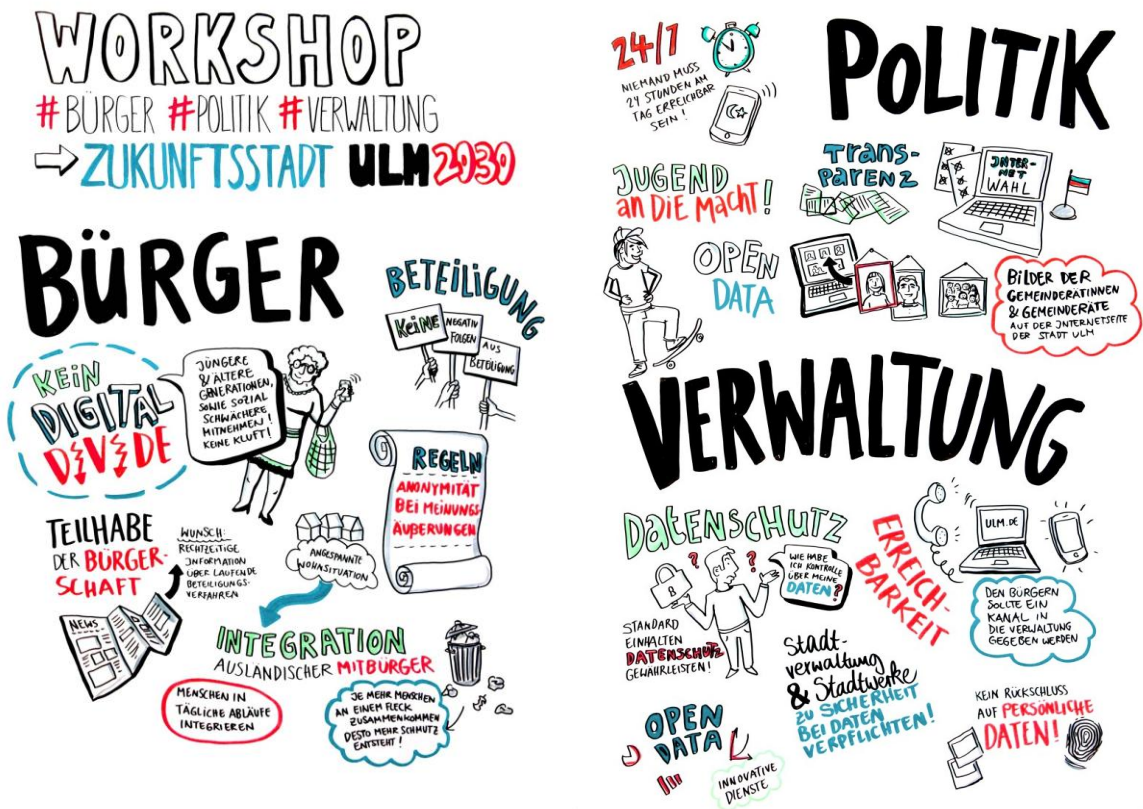 WORKSHOP
#BÜRGER #POLITIK #VERWALTUNG
ZUKUNFTSSTADT ULM 2030
BÜRGER
BETEILIGUNG
KEINE
NEGATIV
FOLGEN
AUS
BETEILIGUNG
KEIN
DIGITAL
DIVIDE
JÜNGERE
& ÄLTERE
GENERATIONEN,
SOWIE SOZIAL
SCHWÄCHERE
MITNEHMEN!
KEINE KLUFT!
REGELN
ANONYMITÄT
BEI MEINUNGS-
ÄUßERUNGEN
TEILHABE
DER BÜRGER-
SCHAFT
WUNSCH:
RECHTZEITIGE
INFORMATION
ÜBER LAUFENDE
BETEILIGUNGS-
VERFAHREN
NEWS
ANGESPANNTE
WOHNSITUATION
INTEGRATION
AUSLÄNDISCHER MITBÜRGER
MENSCHEN IN
TÄGLICHE ABLÄUFE
INTEGRIEREN
JE MEHR MENSCHEN
AN EINEM FLECK
ZUSAMMENKOMMEN
DESTO MEHR SCHMUTZ
ENTSTEHT!
POLITIK
24/7
NIEMAND MUSS
24 STUNDEN AM
TAG ERREICHBAR
SEIN!
TRANS-
PARENZ
INTER-
NET
WAHL
JUGEND
an DIE MACHT!
OPEN
DATA
BILDER DER
GEMEINDERÄTINNEN
& GEMEINDERÄTE
AUF DER INTERNETSEITE
DER STADT ULM
VERWALTUNG
DATENSCHUTZ
? ?
WIE HABE
ICH KONTROLLE
ÜBER MEINE
DATEN?
STANDARD
EINHALTEN
DATENSCHUTZ
GEWÄHRLEISTEN!
ERREICH-
BARKEIT
ULM.DE
DEN BÜRGERN
SOLLTE EIN
KANAL IN
DIE VERWALTUNG
GEGEBEN WERDEN
Stadt-
verwaltung
& Stadtwerke
ZU SICHERHEIT
BEI DATEN
VERPFLICHTEN!
OPEN
DATA
INNOVATIVE
DIENSTE
KEIN RÜCKSCHLUSS
AUF PERSÖNLICHE
DATEN!